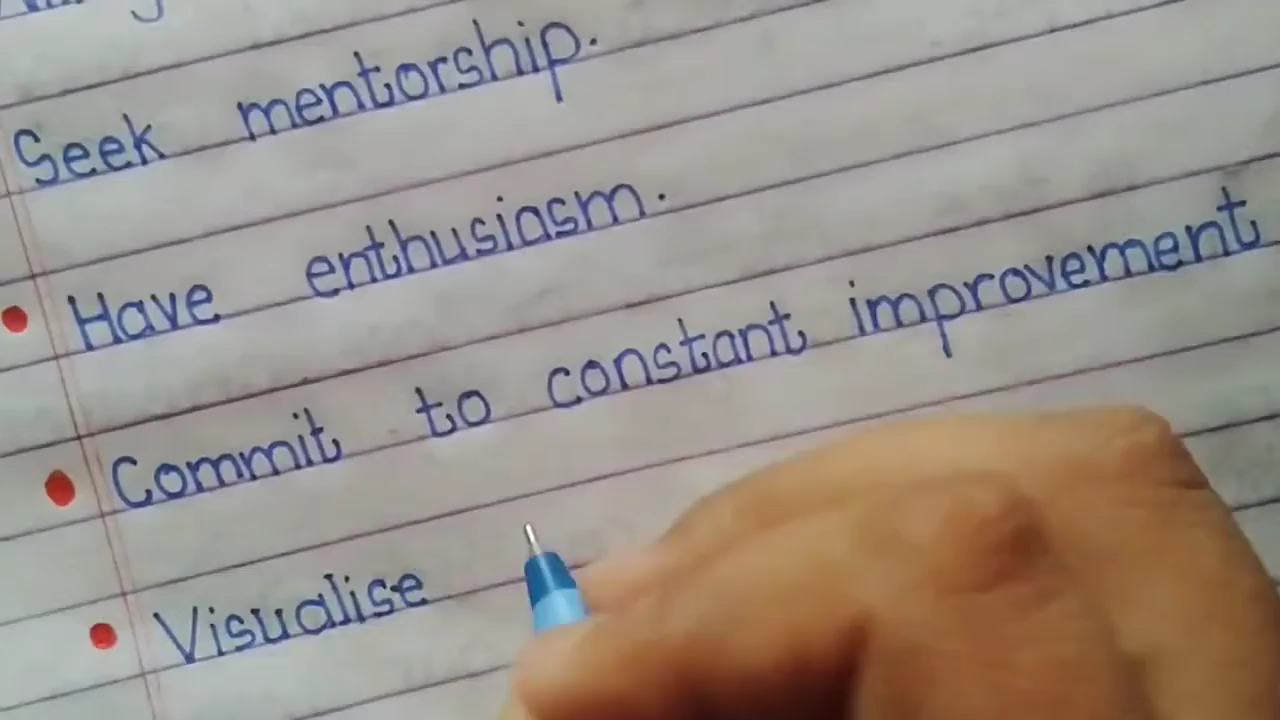 Seek mentorship.
• Have enthusiasm.
• Commit to constant improvement
• Visualise